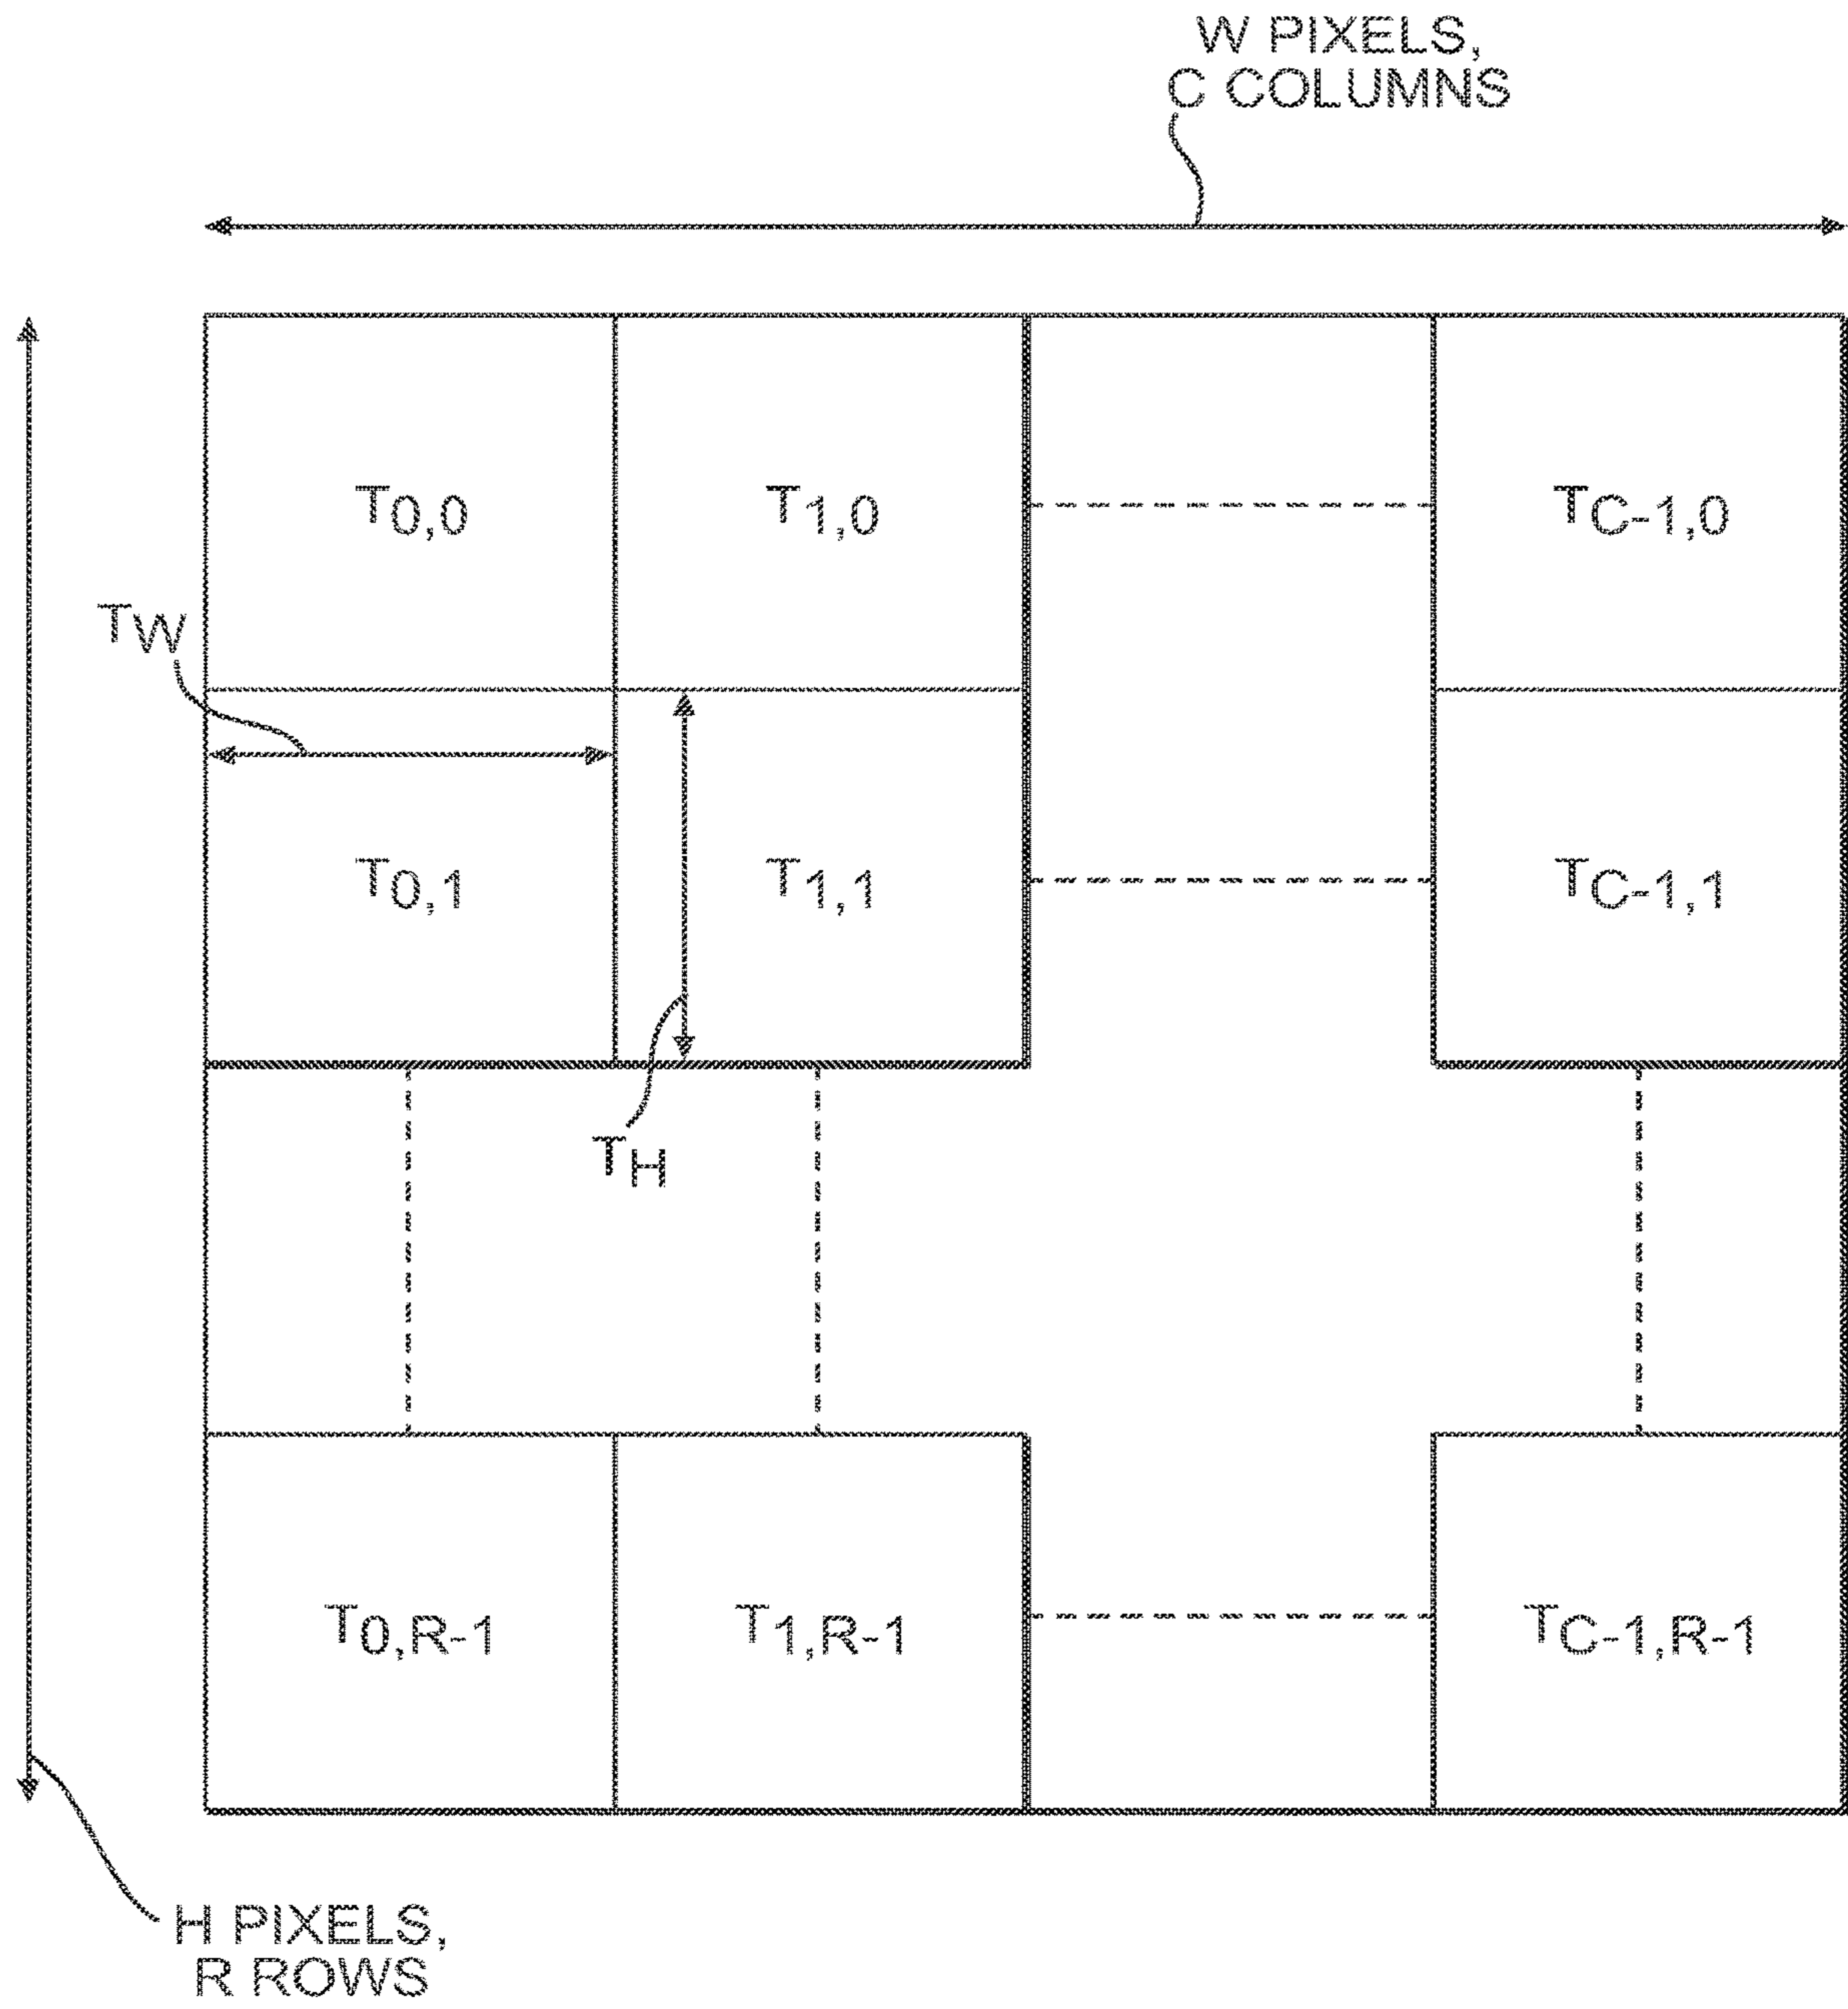 W PIXELS,
C COLUMNS
T0,0
T1,0
TC-1,0
TW
T0,1
T1,1
TC-1,1
TH
T0,R-1
T1,R-1
TC-1,R-1
H PIXELS,
R ROWS